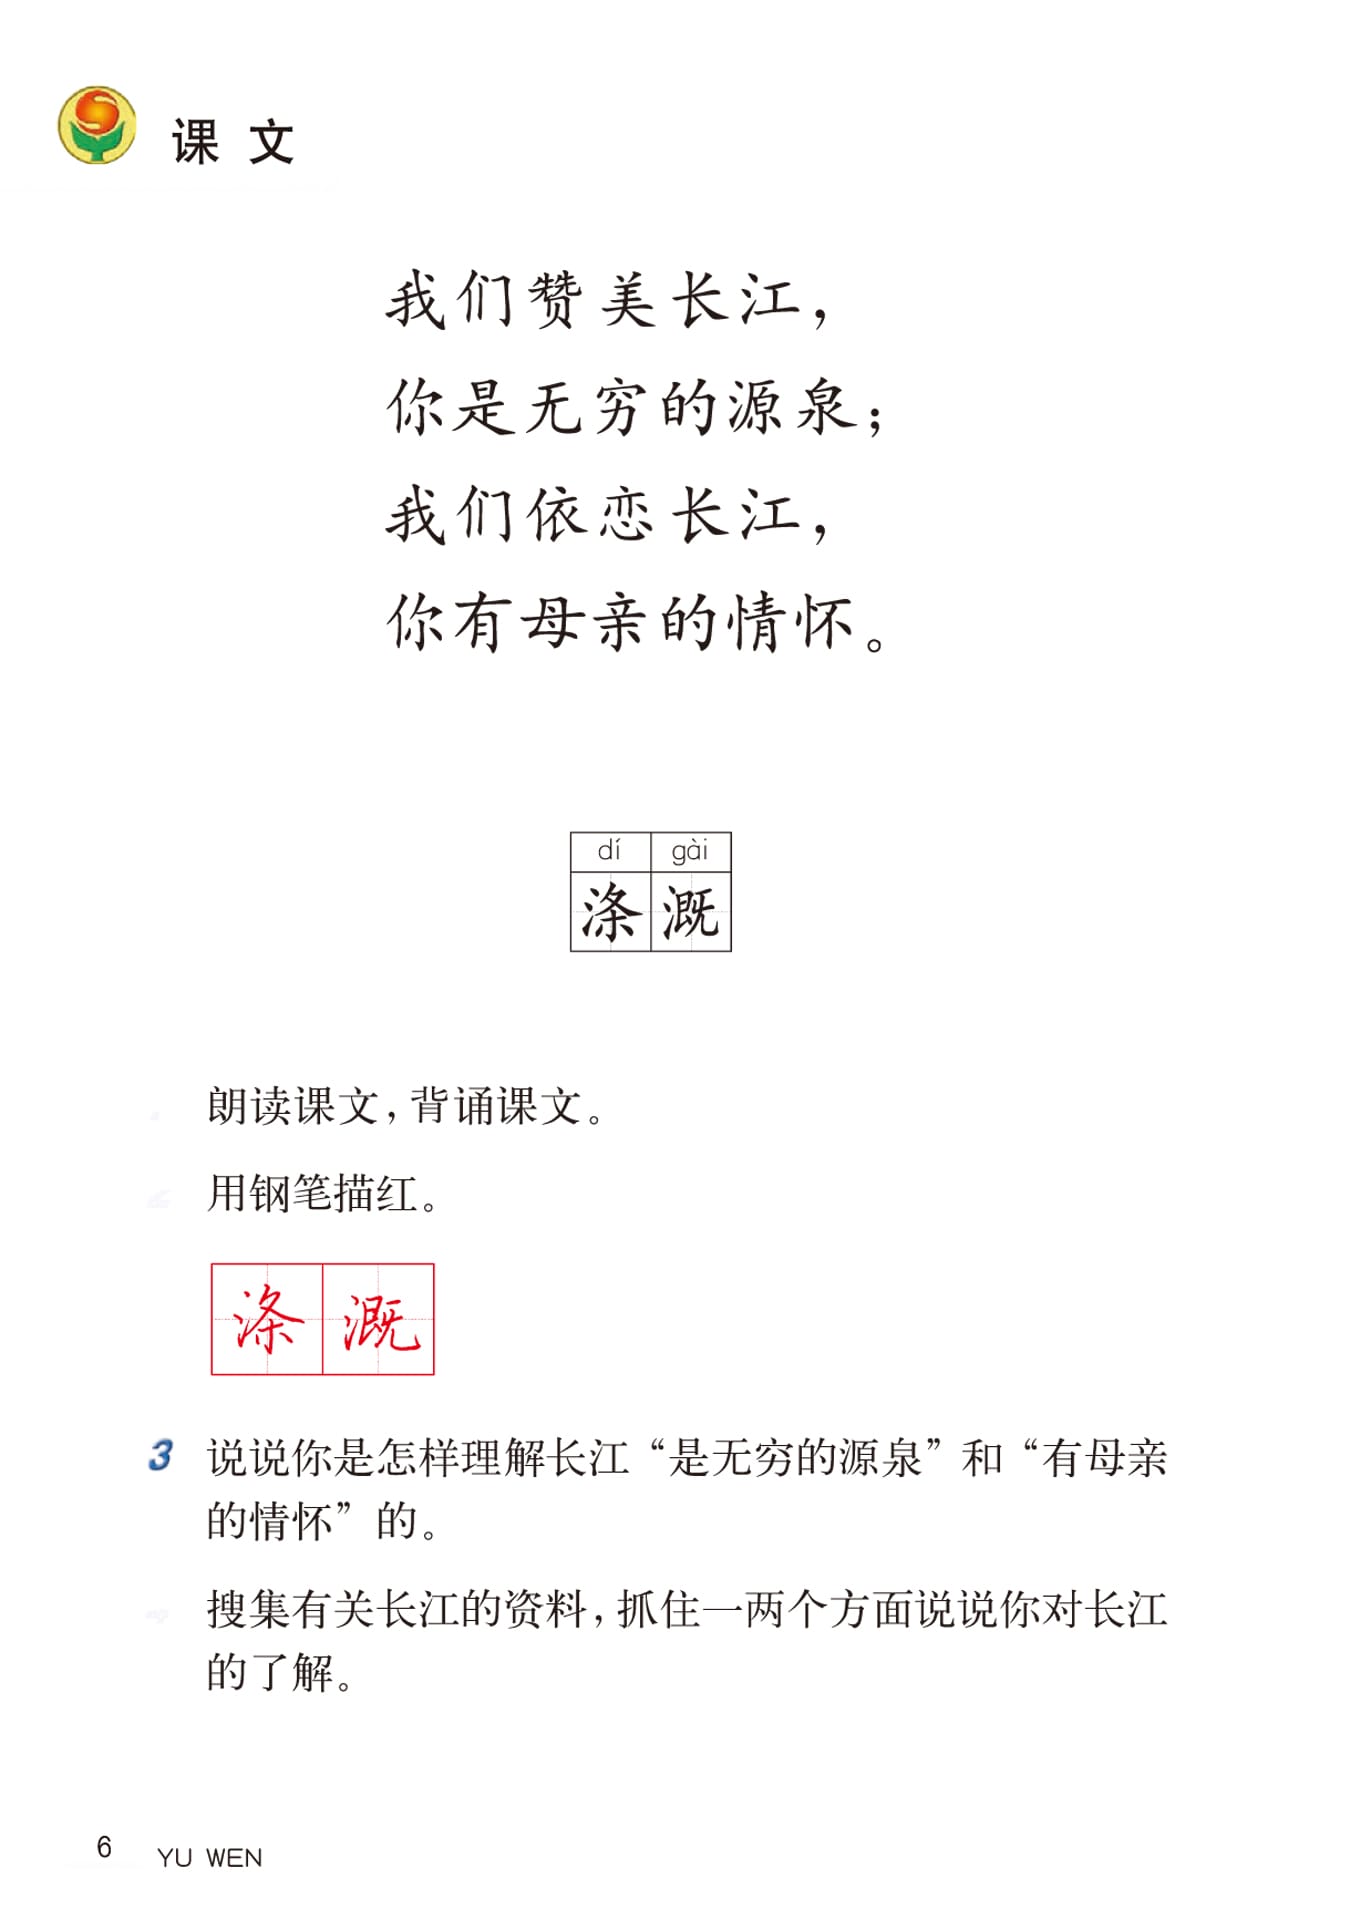 课 文
我们赞美长江，
你是无穷的源泉；
我们依恋长江，
你有母亲的情怀。
dí gài
涤 溉
朗读课文，背诵课文。
用钢笔描红。
涤 溉
3 说说你是怎样理解长江“是无穷的源泉”和“有母亲
的情怀”的。
搜集有关长江的资料，抓住一两个方面说说你对长江
的了解。
6 YU WEN